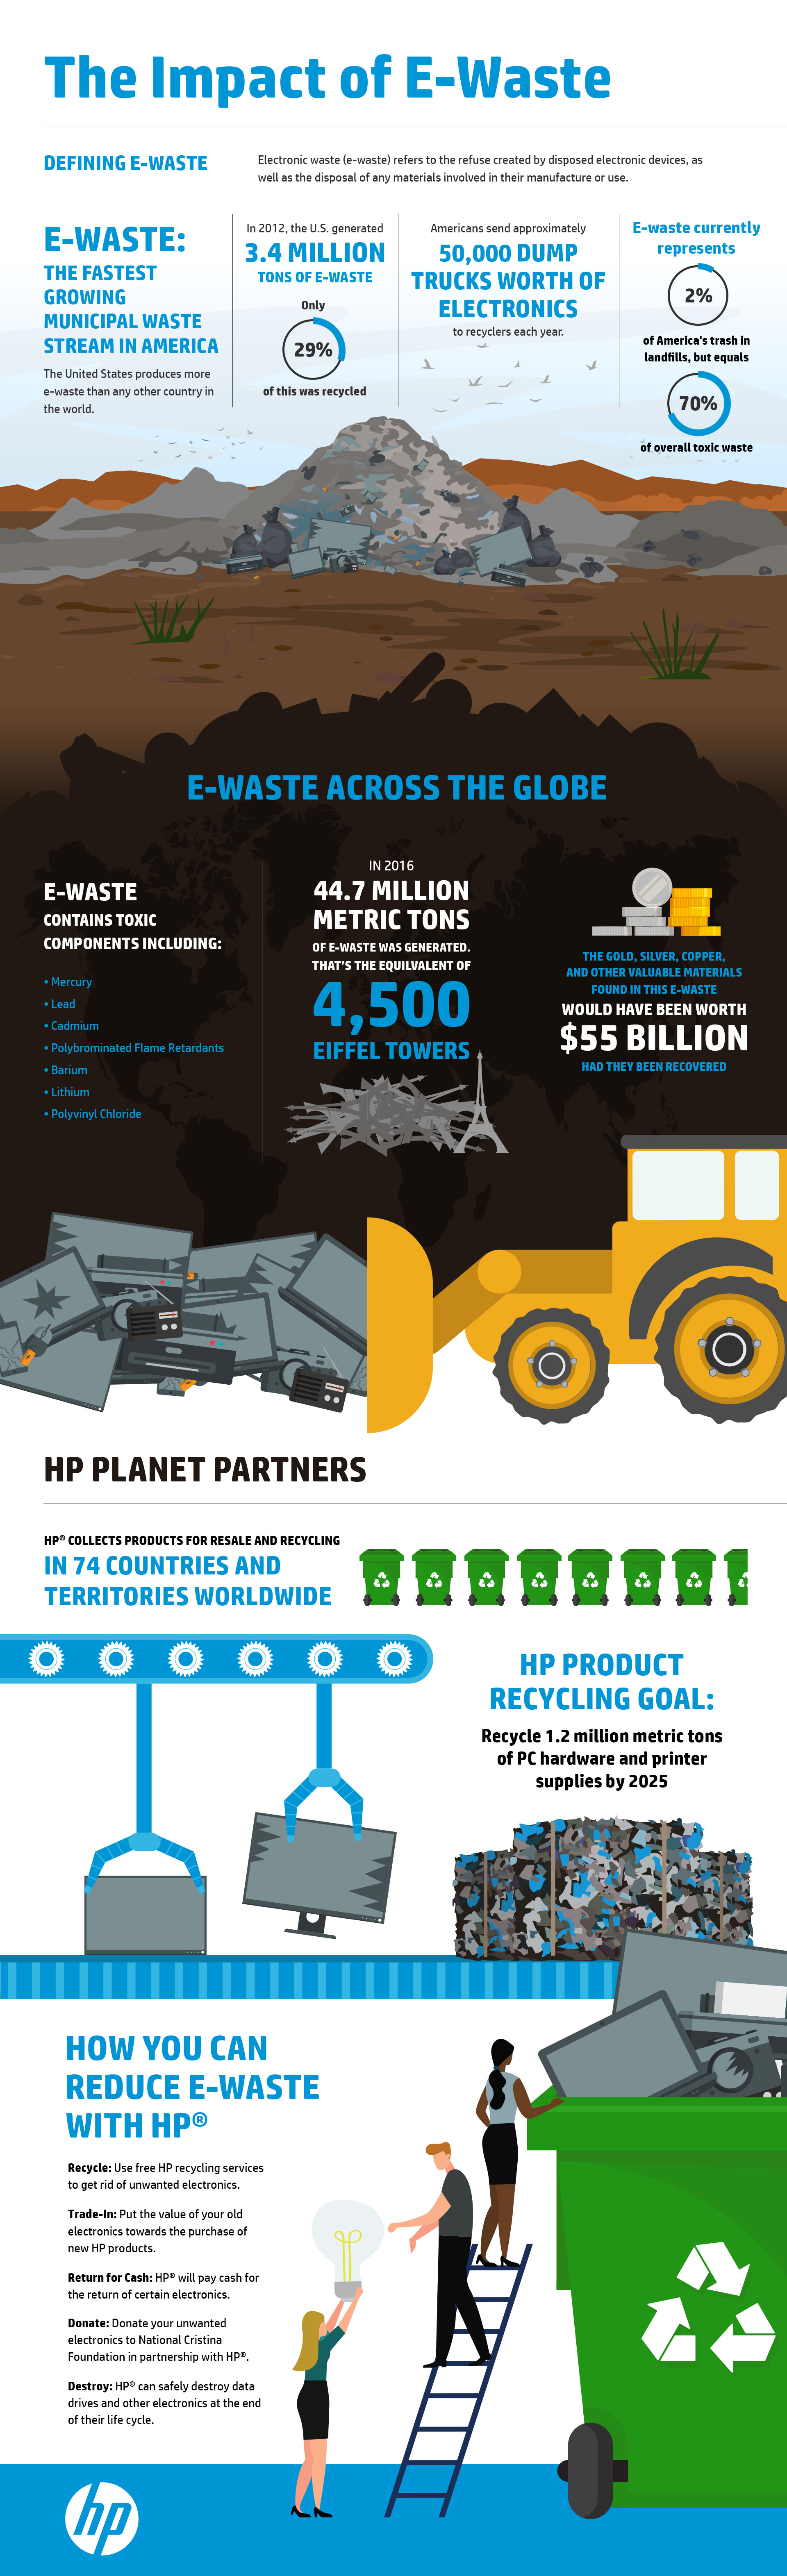 The Impact of E-Waste
DEFINING E-WASTE
Electronic waste (e-waste) refers to the refuse created by disposed electronic devices, as
well as the disposal of any materials involved in their manufacture or use.
E-WASTE:
THE FASTEST
GROWING
MUNICIPAL WASTE
STREAM IN AMERICA
The United States produces more
e-waste than any other country in
the world.
In 2012, the U.S. generated
3.4 MILLION
TONS OF E-WASTE
Only
29%
of this was recycled
Americans send approximately
50,000 DUMP
TRUCKS WORTH OF
ELECTRONICS
to recyclers each year.
E-waste currently
represents
2%
of America's trash in
landfills, but equals
70%
of overall toxic waste
E-WASTE ACROSS THE GLOBE
E-WASTE
CONTAINS TOXIC
COMPONENTS INCLUDING:
• Mercury
• Lead
• Cadmium
• Polybrominated Flame Retardants
• Barium
• Lithium
• Polyvinyl Chloride
IN 2016
44.7 MILLION
METRIC TONS
OF E-WASTE WAS GENERATED.
THAT'S THE EQUILVALENT OF
4,500
EIFFEL TOWERS
THE GOLD, SILVER, COPPER,
AND OTHER VALUABLE MATERIALS
FOUND IN THIS E-WASTE
WOULD HAVE BEEN WORTH
$55 BILLION
HAD THEY BEEN RECOVERED
HP PLANET PARTNERS
HP® COLLECTS PRODUCTS FOR RESALE AND RECYCLING
IN 74 COUNTRIES AND
TERRITORIES WORLDWIDE
HP PRODUCT
RECYCLING GOAL:
Recycle 1.2 million metric tons
of PC hardware and printer
supplies by 2025
HOW YOU CAN
REDUCE E-WASTE
WITH HP®
Recycle: Use free HP recycling services
to get rid of unwanted electronics.
Trade-In: Put the value of your old
electronics towards the purchase of
new HP products.
Return for Cash: HP® will pay cash for
the return of certain electronics.
Donate: Donate your unwanted
electronics to National Cristina
Foundation in partnership with HP®.
Destroy: HP® can safely destroy data
drives and other electronics at the end
of their life cycle.
hp